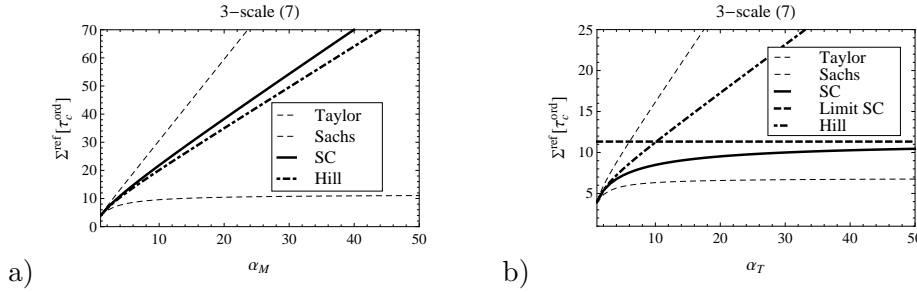 3−scale (7)
Σ^ref [τ_c^ord]
70
60
50
40
30
20
10
0
Taylor
Sachs
SC
Hill
10 20 30 40 50
α_M
a)
3−scale (7)
Σ^ref [τ_c^ord]
25
20
15
10
5
Taylor
Sachs
SC
Limit SC
Hill
10 20 30 40 50
α_T
b)